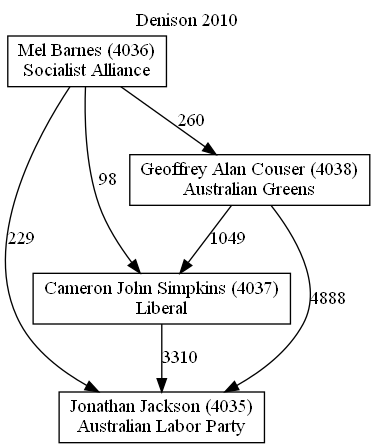 Denison 2010
Mel Barnes (4036)
Socialist Alliance
260
98
Geoffrey Alan Couser (4038)
Australian Greens
229
1049
4888
Cameron John Simpkins (4037)
Liberal
3310
Jonathan Jackson (4035)
Australian Labor Party